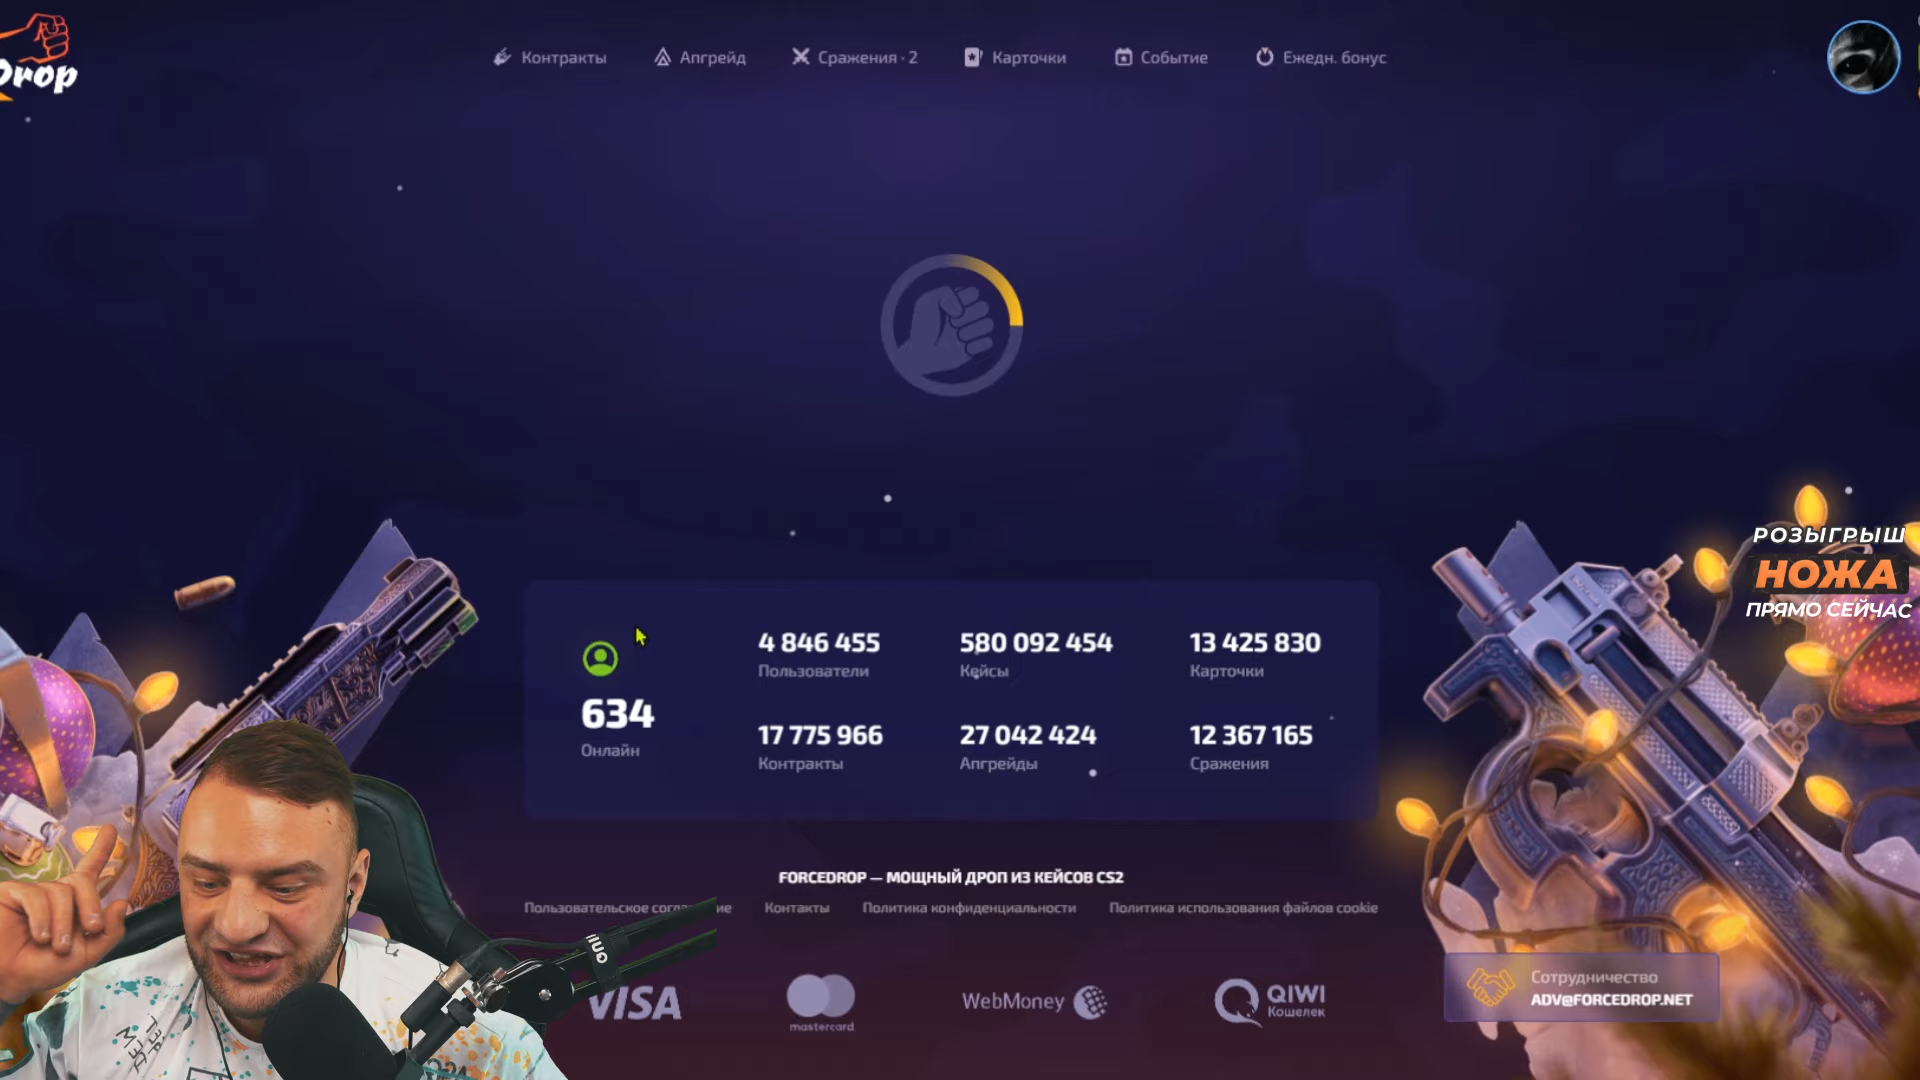 Drop
Контракты
Апгрейд
Сражения · 2
Карточки
Событие
Ежедн. бонус
РОЗЫГРЫШ
НОЖА
ПРЯМО СЕЙЧАС
634
Онлайн
4 846 455
Пользователи
580 092 454
Кейсы
13 425 830
Карточки
17 775 966
Контракты
27 042 424
Апгрейды
12 367 165
Сражения
FORCEDROP — МОЩНЫЙ ДРОП ИЗ КЕЙСОВ CS2
Пользовательское
Контакты
Политика конфиденциальности
Политика использования файлов cookie
VISA
mastercard
WebMoney
QIWI
Кошелек
Сотрудничество
ADV@FORCEDROP.NET